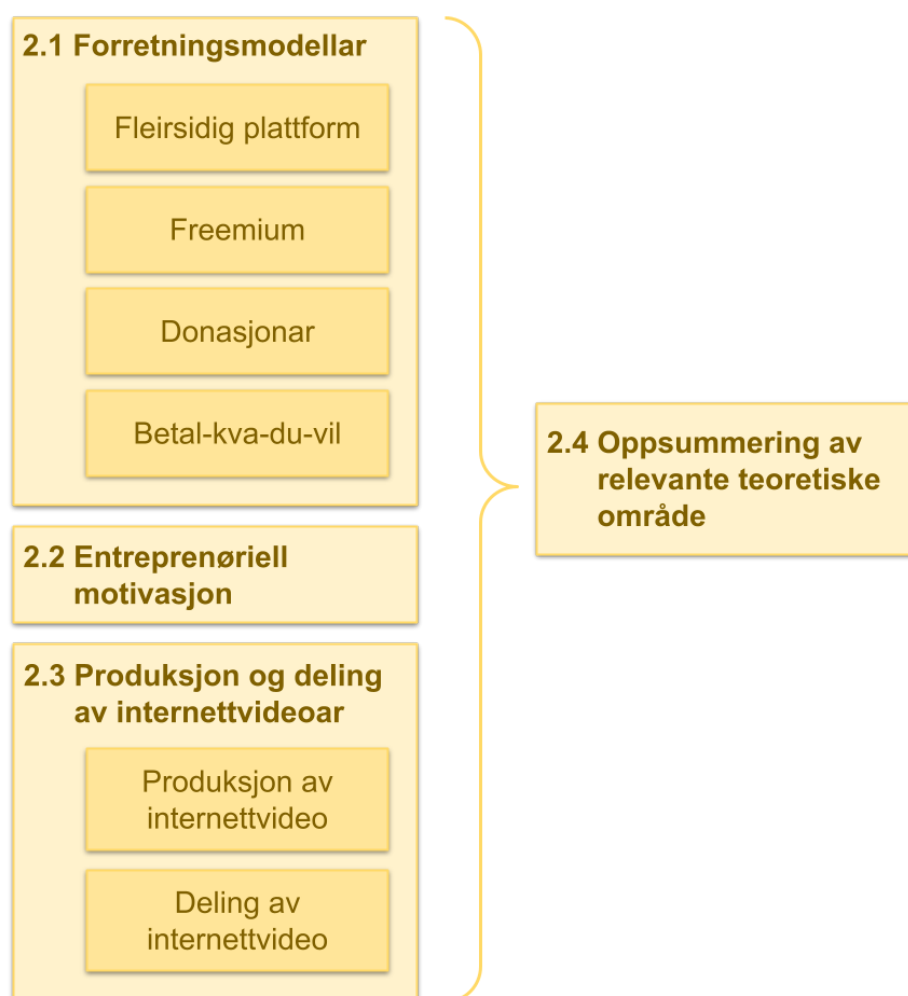 2.1 Forretningsmodellar
Fleirsidig plattform
Freemium
Donasjonar
Betal-kva-du-vil
2.2 Entreprenøriell
motivasjon
2.3 Produksjon og deling
av internettvideoar
Produksjon av
internettvideo
Deling av
internettvideo
2.4 Oppsummering av
relevante teoretiske
område